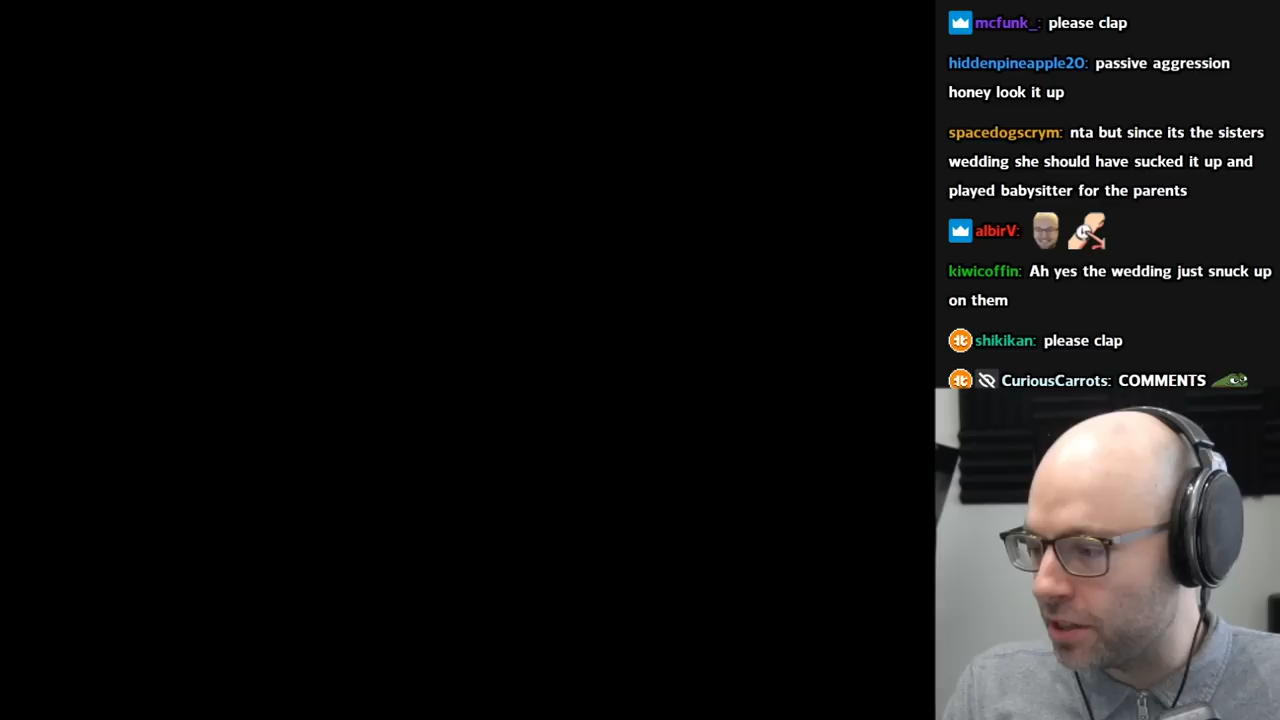 mcfunk_: please clap
hiddenpineapple20: passive aggression
honey look it up
spacedogscrym: nta but since its the sisters
wedding she should have sucked it up and
played babysitter for the parents
albirV:
kiwicoffin: Ah yes the wedding just snuck up
on them
shikikan: please clap
CuriousCarrots: COMMENTS